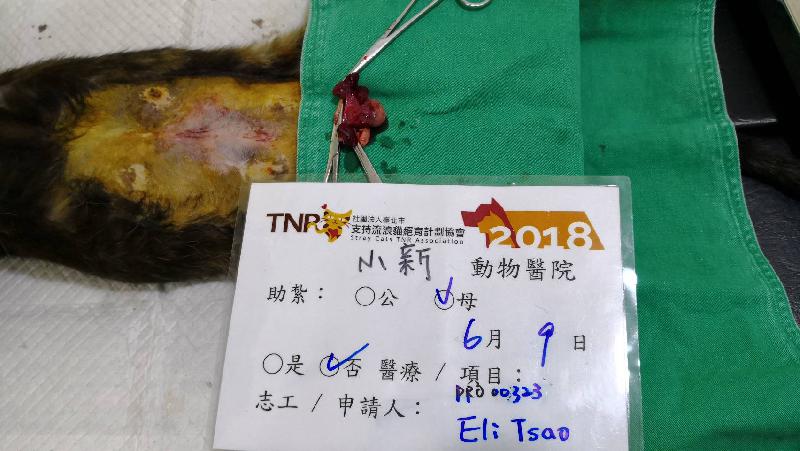 TNR 社團法人臺北市
支持流浪貓絕育計劃協會
Stray Cats TNR Association
2018
小新 動物醫院
助紮： ○公 ○母
6月 9日
○是 ○否 醫療 / 項目：
PRO 00323
志工 / 申請人：
Eli Tsao